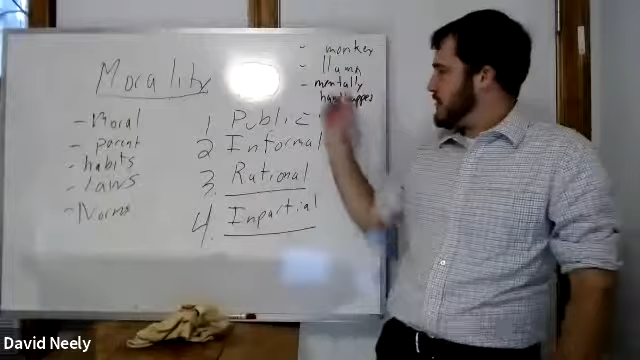 Morality
- Moral
- parent
- habits
- Laws
- Norms
1 Public
2 Informal
3. Rational
4. Impartial
- monkey
- llama
- mentally
handicapped
David Neely